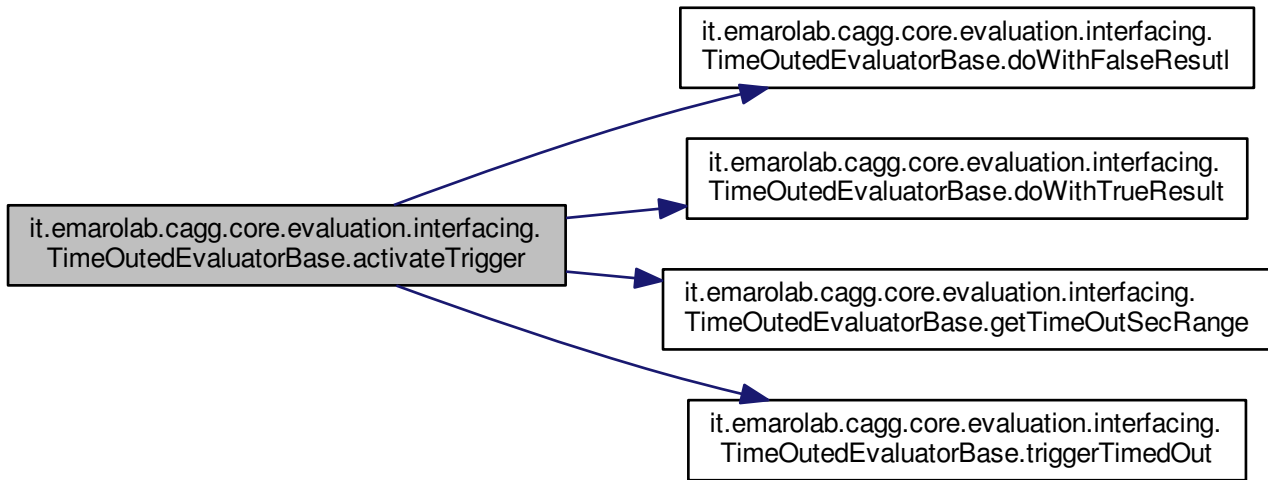 it.emarolab.cagg.core.evaluation.interfacing.
TimeOutedEvaluatorBase.doWithFalseResutl
it.emarolab.cagg.core.evaluation.interfacing.
TimeOutedEvaluatorBase.doWithTrueResult
it.emarolab.cagg.core.evaluation.interfacing.
TimeOutedEvaluatorBase.activateTrigger
it.emarolab.cagg.core.evaluation.interfacing.
TimeOutedEvaluatorBase.getTimeOutSecRange
it.emarolab.cagg.core.evaluation.interfacing.
TimeOutedEvaluatorBase.triggerTimedOut